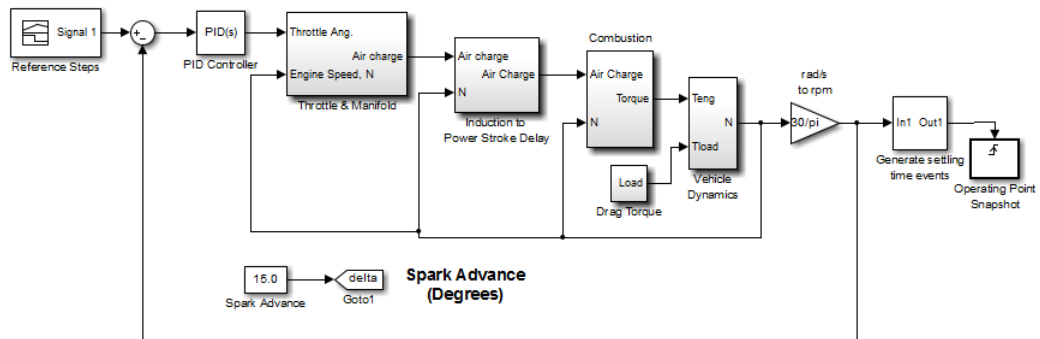 Signal 1
Reference Steps
+
-
PID(s)
PID Controller
Throttle Ang.
Air charge
Engine Speed, N
Throttle & Manifold
Air charge
Air Charge
N
Induction to
Power Stroke Delay
Combustion
Air Charge
Torque
N
Load
Drag Torque
Teng
N
Tload
Vehicle
Dynamics
rad/s
to rpm
30/pi
In1 Out1
Generate settling
time events
Operating Point
Snapshot
15.0
Spark Advance
delta
Goto1
Spark Advance
(Degrees)